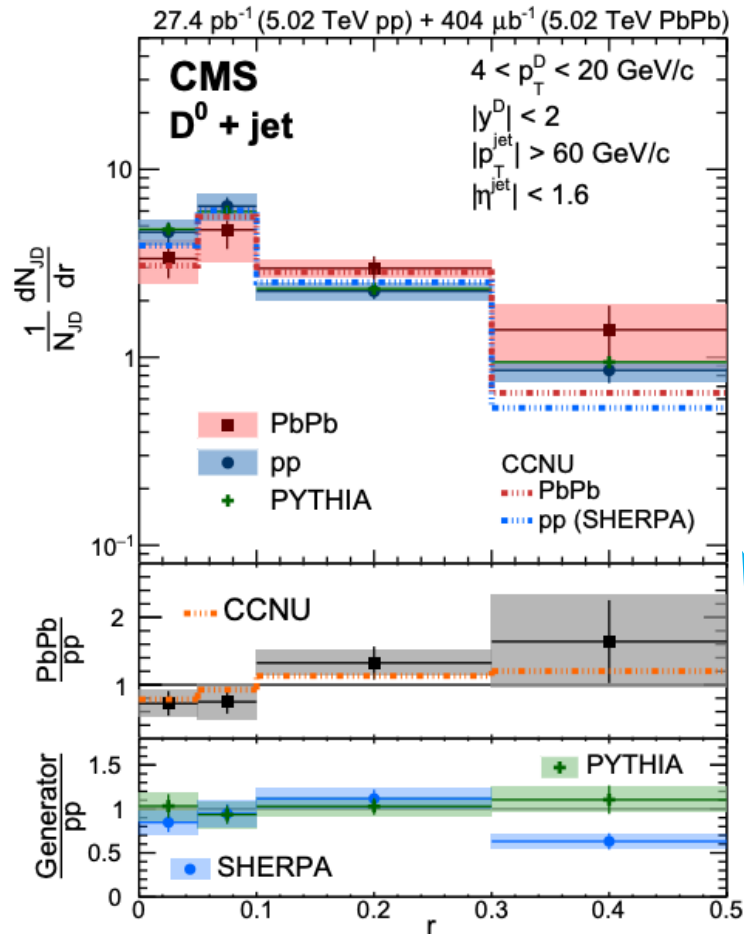 27.4 pb⁻¹ (5.02 TeV pp) + 404 μb⁻¹ (5.02 TeV PbPb)
CMS
D⁰ + jet
4 < p_T^D < 20 GeV/c
|y^D| < 2
|p_T^jet| > 60 GeV/c
|η^jet| < 1.6
10
1
10⁻¹
1/N_JD dN_JD/dr
PbPb
pp
PYTHIA
CCNU
PbPb
pp (SHERPA)
PbPb/pp
2
1
CCNU
Generator/pp
1.5
1
0.5
0
PYTHIA
SHERPA
0 0.1 0.2 0.3 0.4 0.5
r